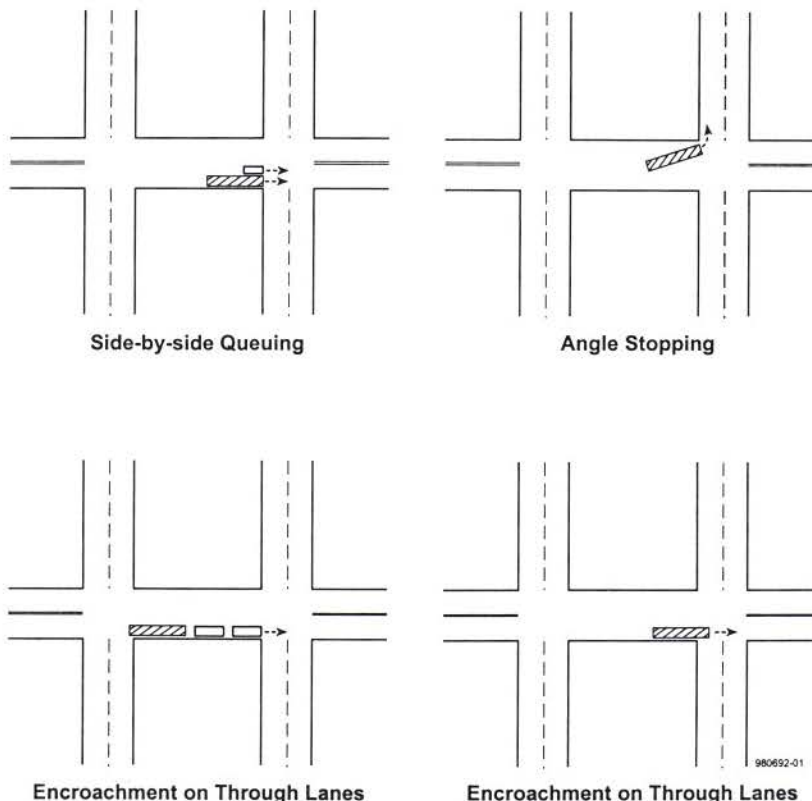 Side-by-side Queuing
Angle Stopping
980692-01
Encroachment on Through Lanes
Encroachment on Through Lanes